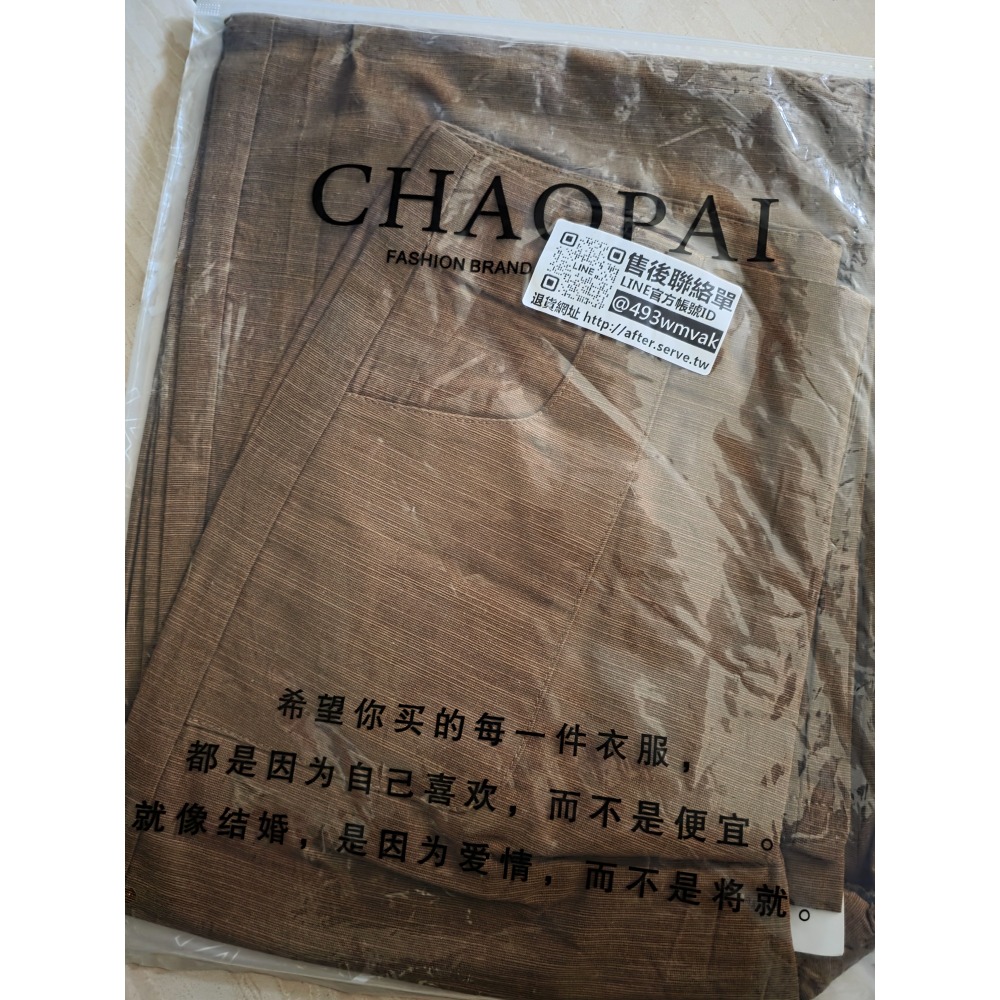 CHAOPAI
FASHION BRAND
LINE
售後聯絡單
LINE官方帳號ID
@493wmvak
退貨網址 http://after.serve.tw
希望你买的每一件衣服，
都是因为自己喜欢，而不是便宜。
就像结婚，是因为爱情，而不是将就。